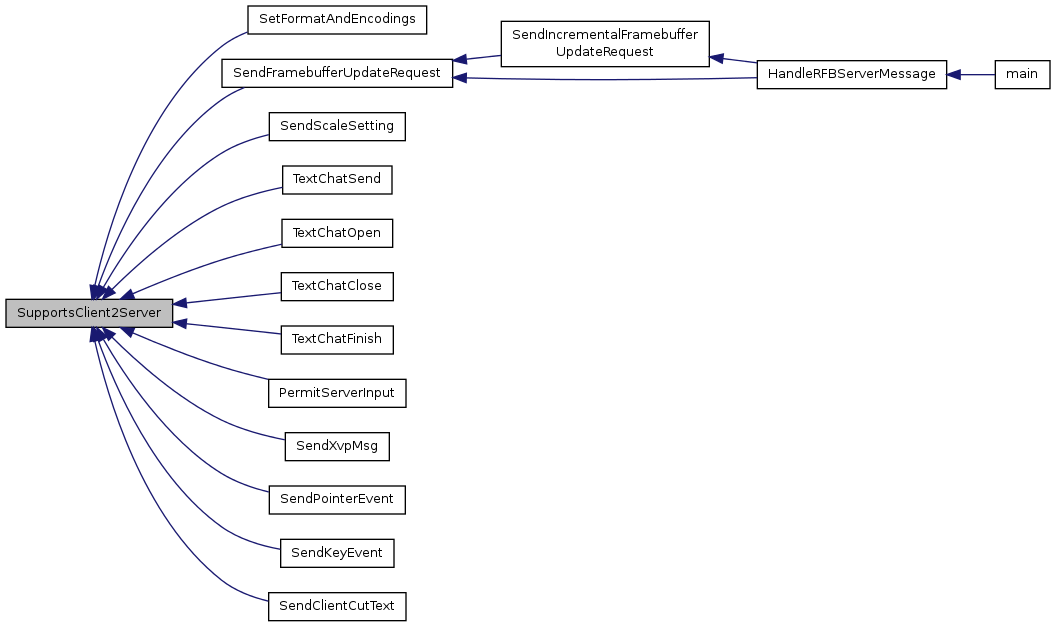 SetFormatAndEncodings
SendIncrementalFramebuffer
UpdateRequest
SendFramebufferUpdateRequest
HandleRFBServerMessage
main
SendScaleSetting
TextChatSend
TextChatOpen
TextChatClose
SupportsClient2Server
TextChatFinish
PermitServerInput
SendXvpMsg
SendPointerEvent
SendKeyEvent
SendClientCutText